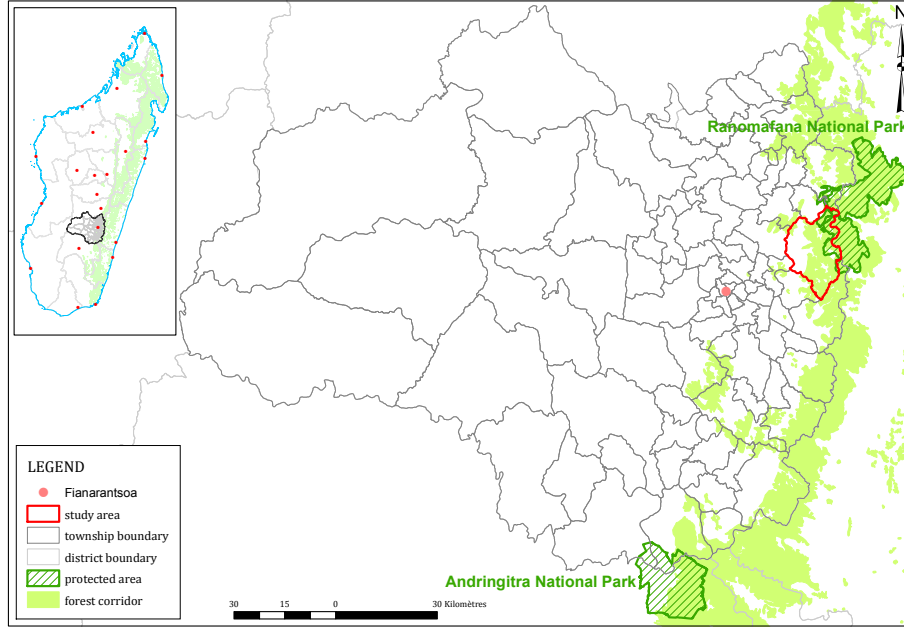 N
Ranomafana National Park
LEGEND
Fianarantsoa
study area
township boundary
district boundary
protected area
forest corridor
Andringitra National Park
30 15 0 30 Kilomètres